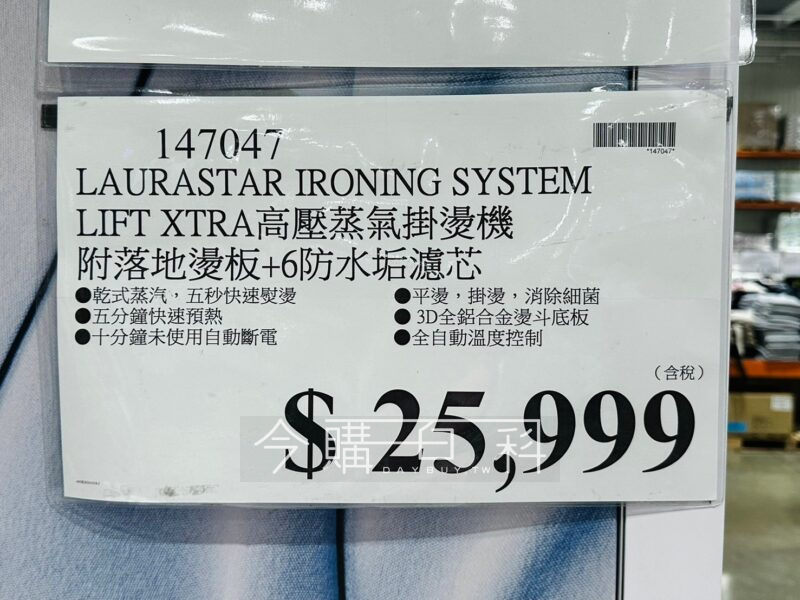 147047
*147047*
LAURASTAR IRONING SYSTEM
LIFT XTRA高壓蒸氣掛燙機
附落地燙板+6防水垢濾芯
●乾式蒸汽，五秒快速熨燙
●平燙，掛燙，消除細菌
●五分鐘快速預熱
●3D全鋁合金燙斗底板
●十分鐘未使用自動斷電
●全自動溫度控制
（含稅）
$ 25,999
今購百科
DAYBUY.TW